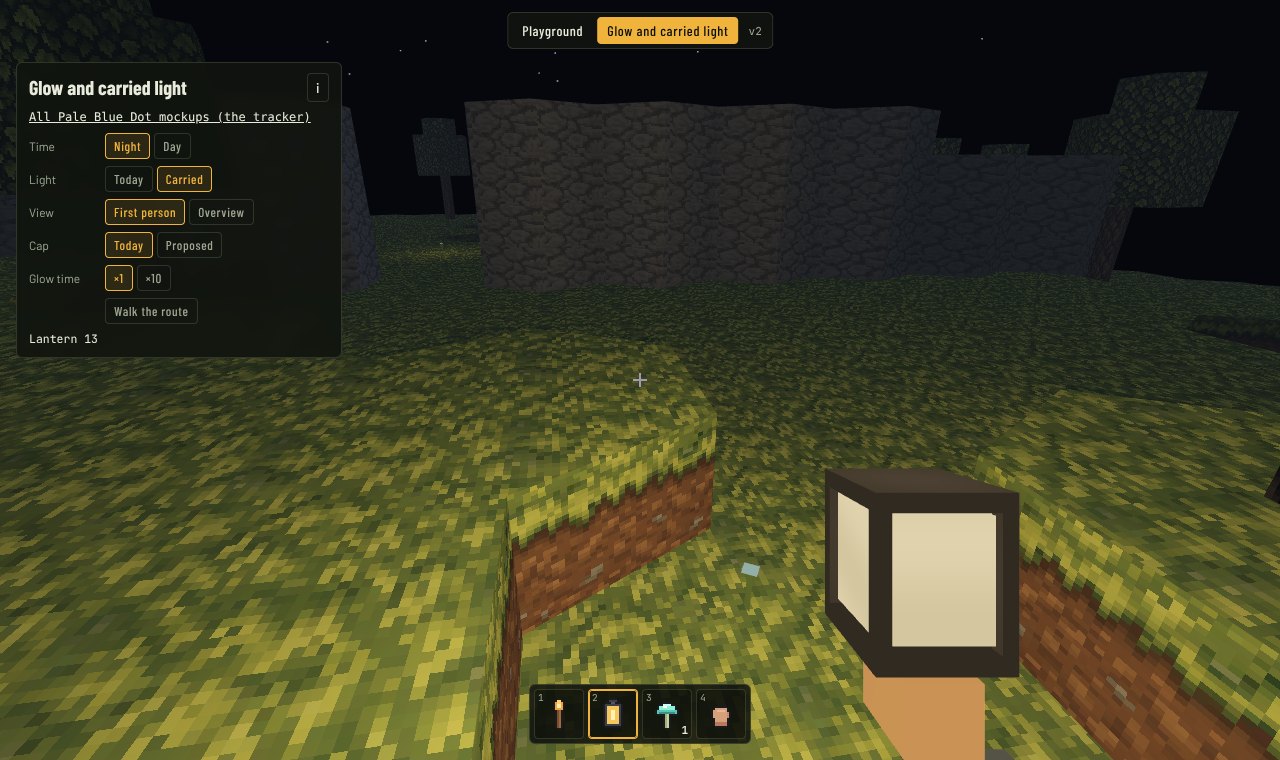 Playground Glow and carried light v2
Glow and carried light i
All Pale Blue Dot mockups (the tracker)
Time Night Day
Light Today Carried
View First person Overview
Cap Today Proposed
Glow time ×1 ×10
Walk the route
Lantern 13
1 2 3 4
1